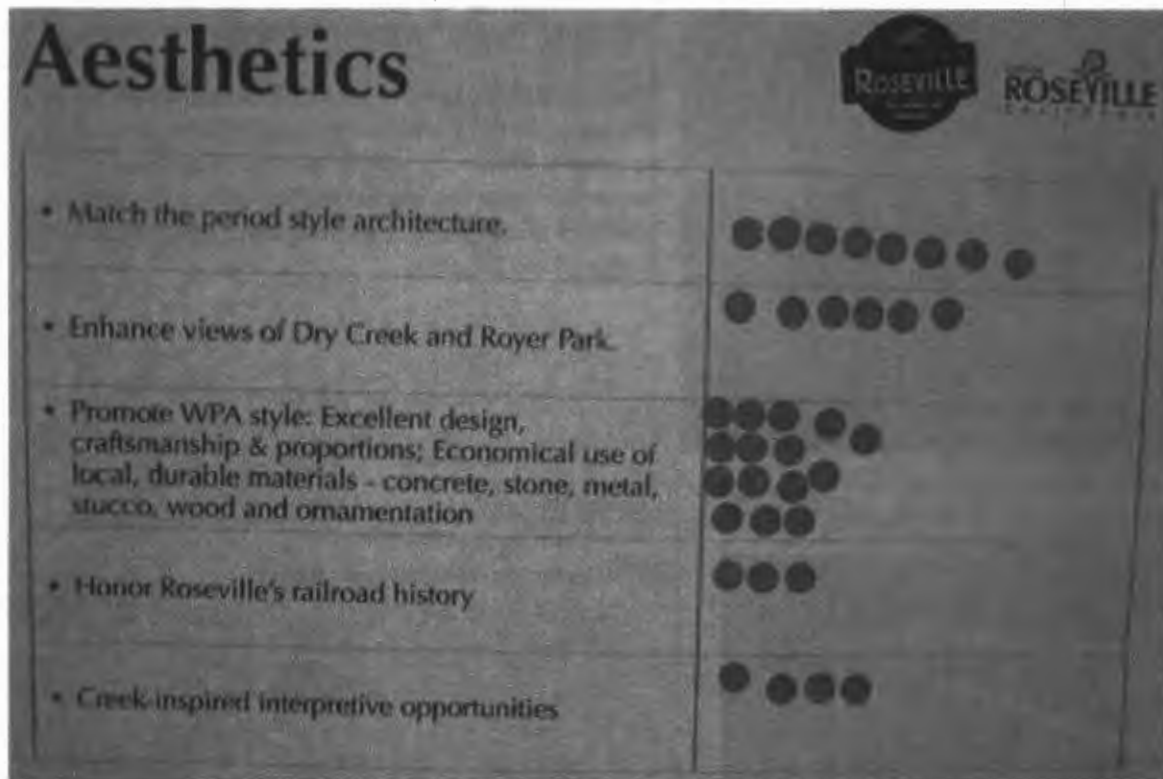 Aesthetics
ROSEVILLE
ROSEVILLE
CALIFORNIA
• Match the period style architecture.
• Enhance views of Dry Creek and Royer Park.
• Promote WPA style: Excellent design,
craftsmanship & proportions; Economical use of
local, durable materials - concrete, stone, metal,
stucco, wood and ornamentation
• Honor Roseville's railroad history
• Creek-inspired interpretive opportunities